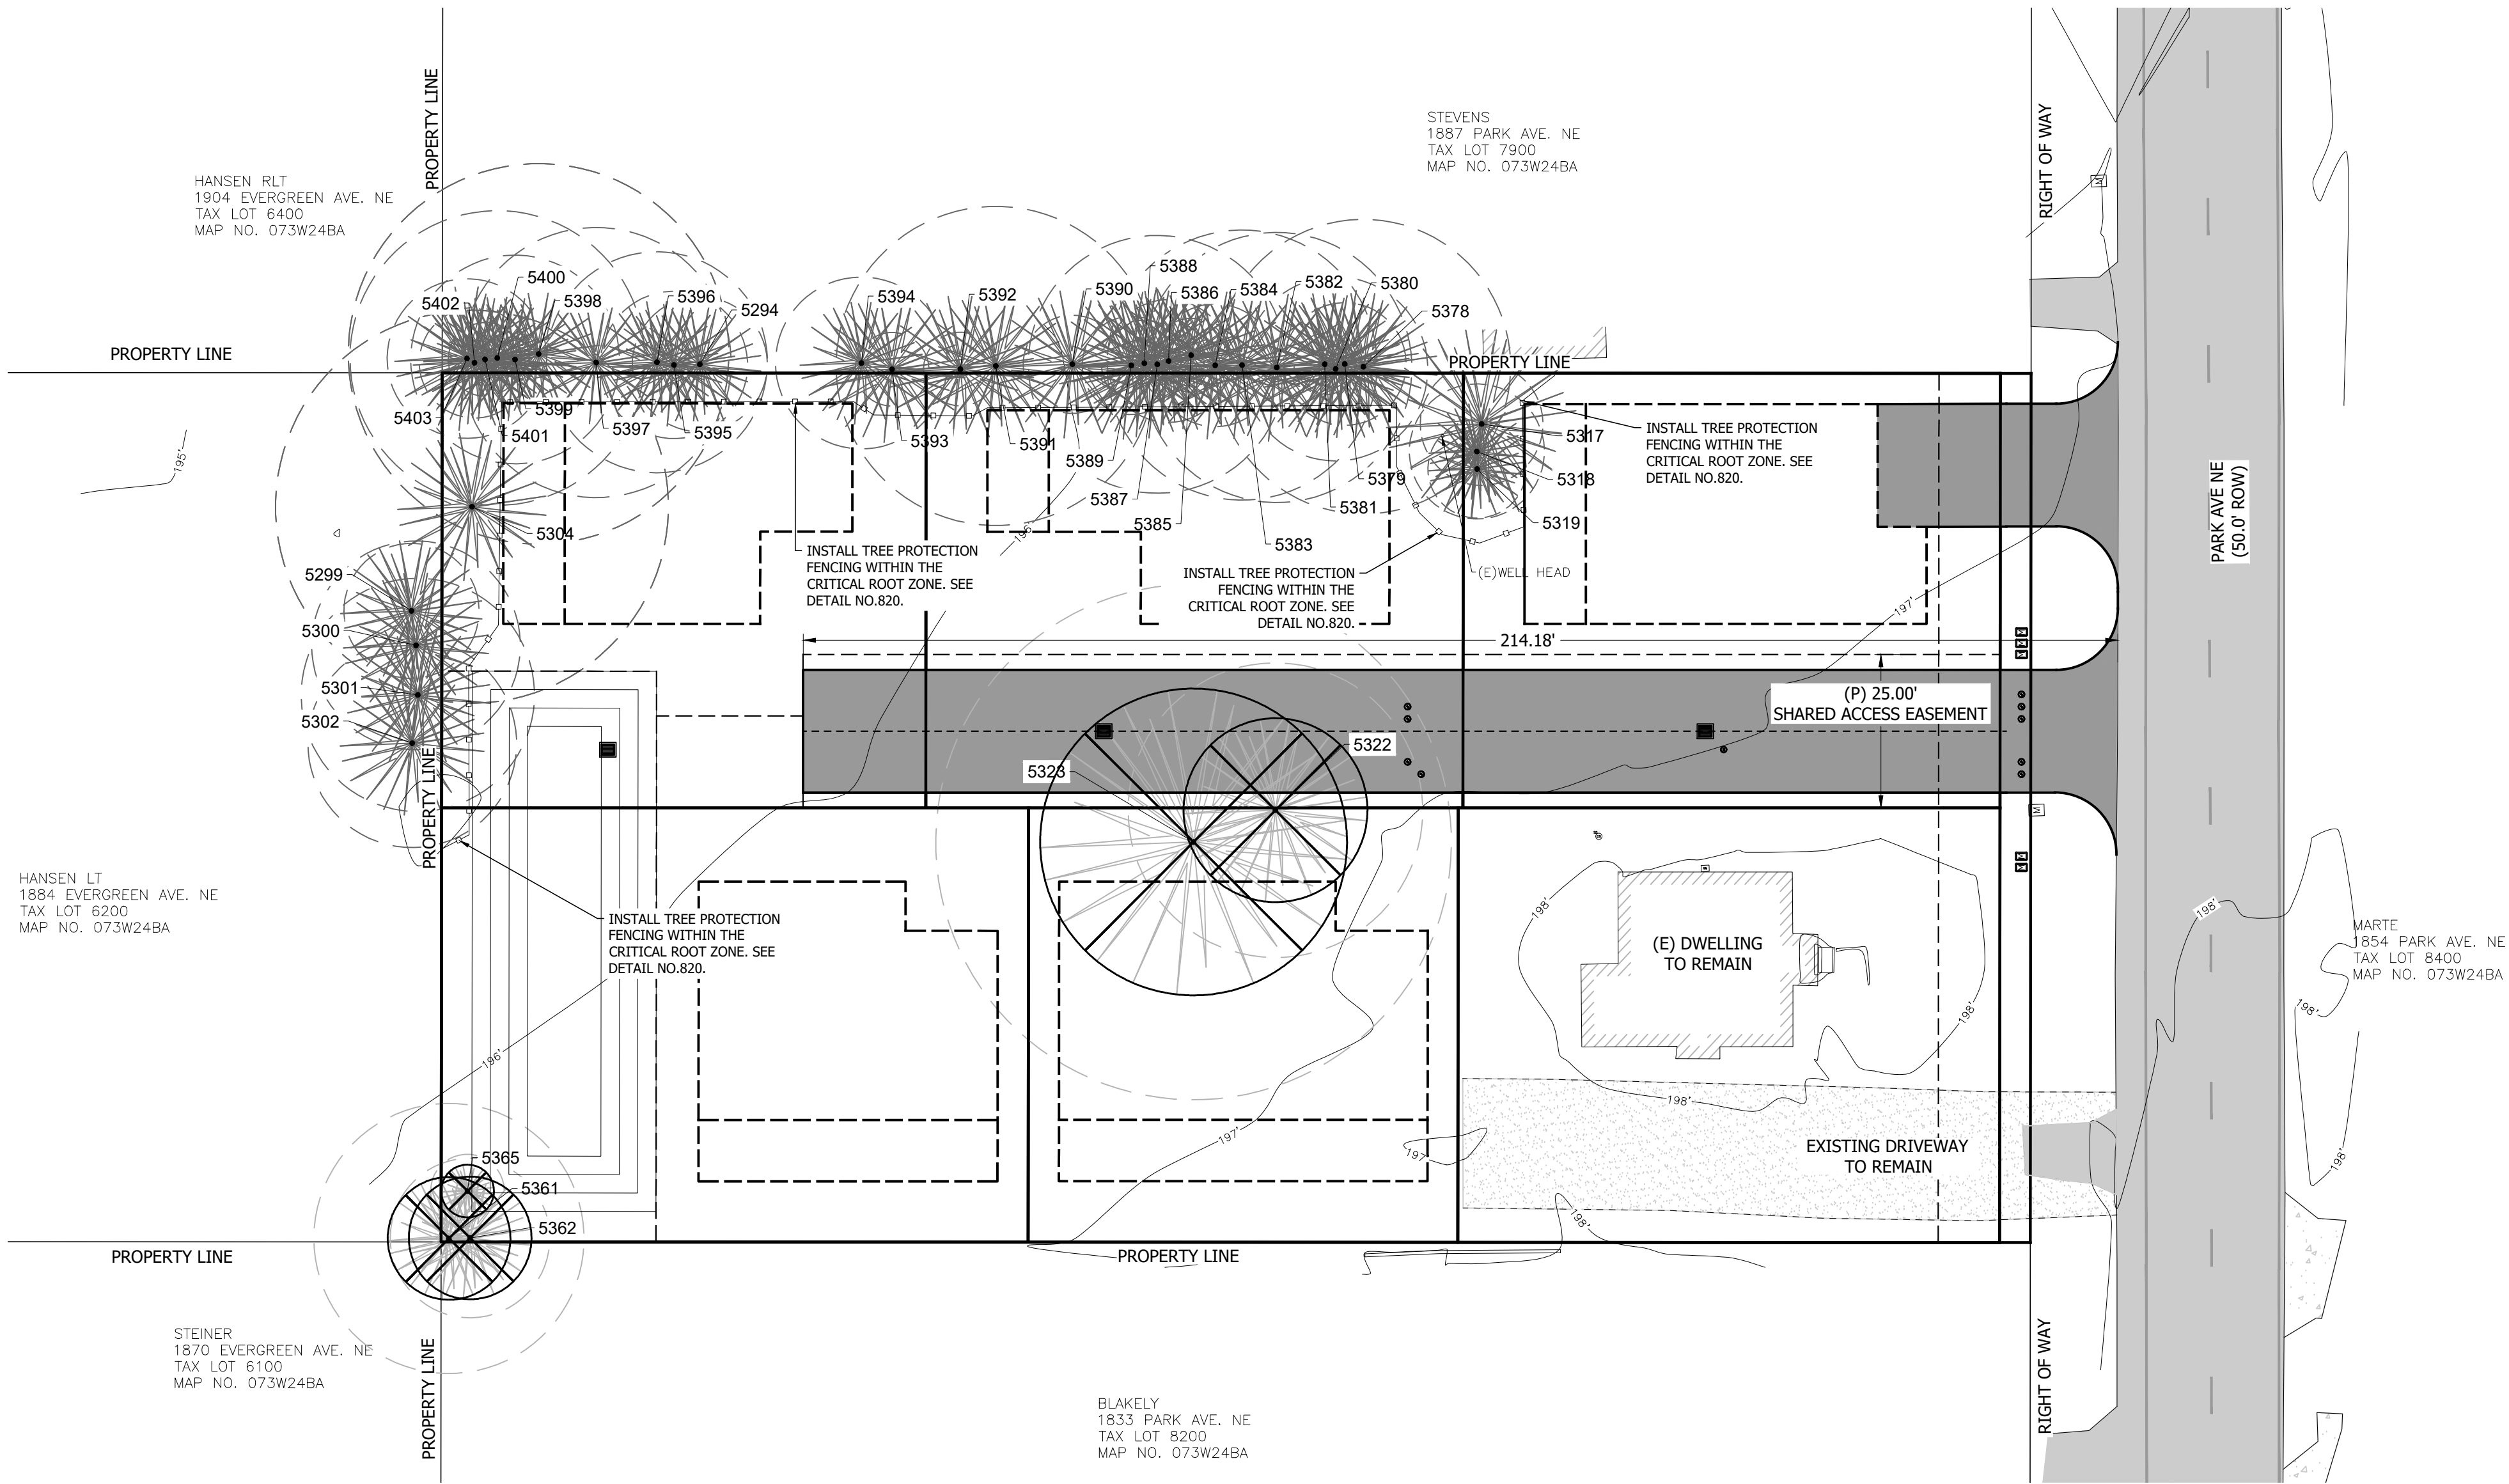 PROPERTY LINE
RIGHT OF WAY
STEVENS
1887 PARK AVE. NE
TAX LOT 7900
MAP NO. 073W24BA
HANSEN RLT
1904 EVERGREEN AVE. NE
TAX LOT 6400
MAP NO. 073W24BA
M
5400
5388
5402
5398
5396
5294
5394
5392
5390
5386
5384
5382
5380
5378
PROPERTY LINE
PROPERTY LINE
5403
5399
5401
5397
5395
5393
5391
5389
5387
5385
5383
5379
5381
5317
5318
5319
INSTALL TREE PROTECTION
FENCING WITHIN THE
CRITICAL ROOT ZONE. SEE
DETAIL NO.820.
195'
5304
196'
INSTALL TREE PROTECTION
FENCING WITHIN THE
CRITICAL ROOT ZONE. SEE
DETAIL NO.820.
INSTALL TREE PROTECTION
FENCING WITHIN THE
CRITICAL ROOT ZONE. SEE
DETAIL NO.820.
(E)WELL HEAD
PARK AVE NE
(50.0' ROW)
197'
5299
5300
5301
5302
214.18'
(P) 25.00'
SHARED ACCESS EASEMENT
5322
5323
PROPERTY LINE
M
HANSEN LT
1884 EVERGREEN AVE. NE
TAX LOT 6200
MAP NO. 073W24BA
INSTALL TREE PROTECTION
FENCING WITHIN THE
CRITICAL ROOT ZONE. SEE
DETAIL NO.820.
198'
(E) DWELLING
TO REMAIN
198'
198'
MARTE
1854 PARK AVE. NE
TAX LOT 8400
MAP NO. 073W24BA
198'
196'
198'
197'
197'
EXISTING DRIVEWAY
TO REMAIN
198'
198'
5365
5361
5362
PROPERTY LINE
PROPERTY LINE
STEINER
1870 EVERGREEN AVE. NE
TAX LOT 6100
MAP NO. 073W24BA
PROPERTY LINE
BLAKELY
1833 PARK AVE. NE
TAX LOT 8200
MAP NO. 073W24BA
RIGHT OF WAY